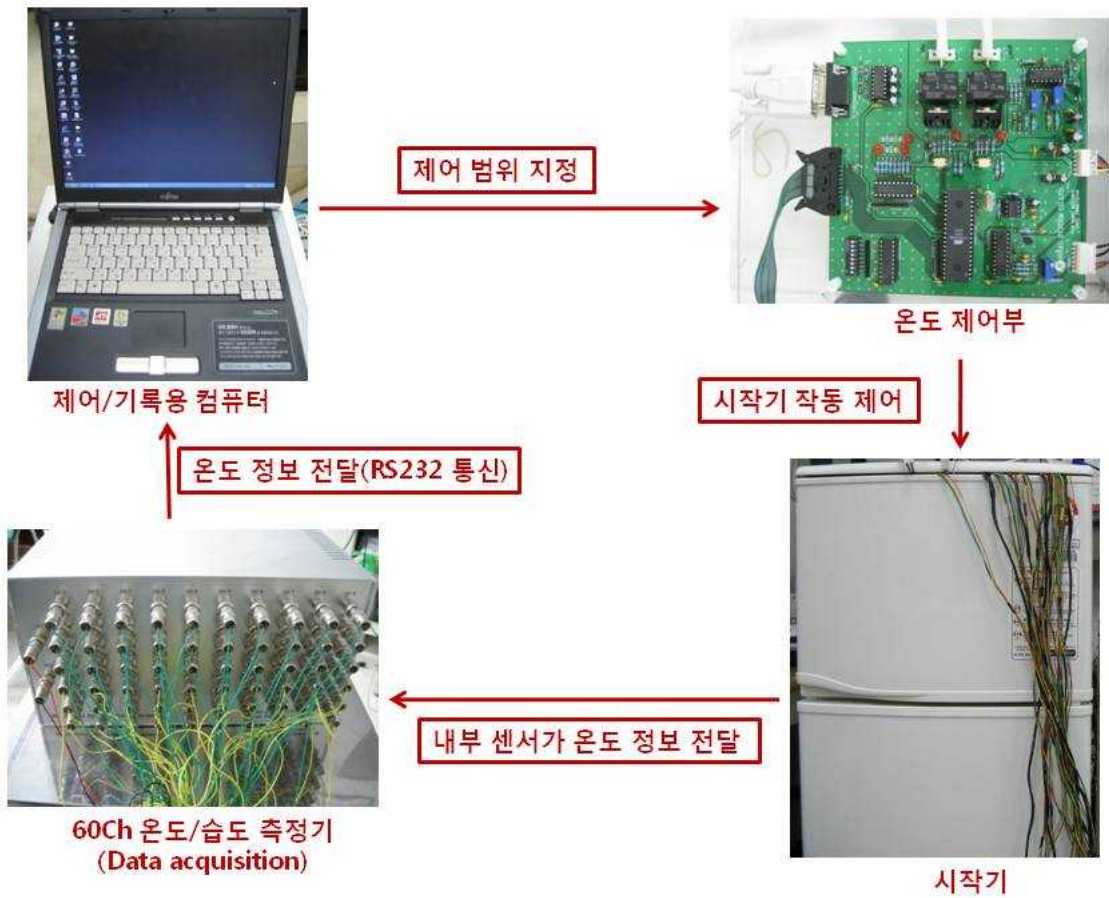 제어 범위 지정
온도 제어부
제어/기록용 컴퓨터
시작기 작동 제어
온도 정보 전달(RS232 통신)
내부 센서가 온도 정보 전달
60Ch 온도/습도 측정기
(Data acquisition)
시작기